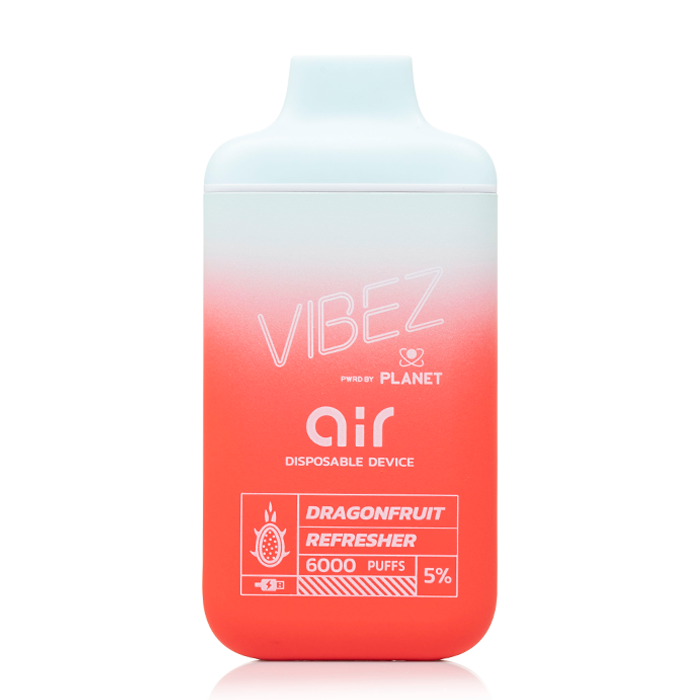 VIBEZ
PWRD BY PLANET
air
DISPOSABLE DEVICE
DRAGONFRUIT
REFRESHER
6000 PUFFS
5%